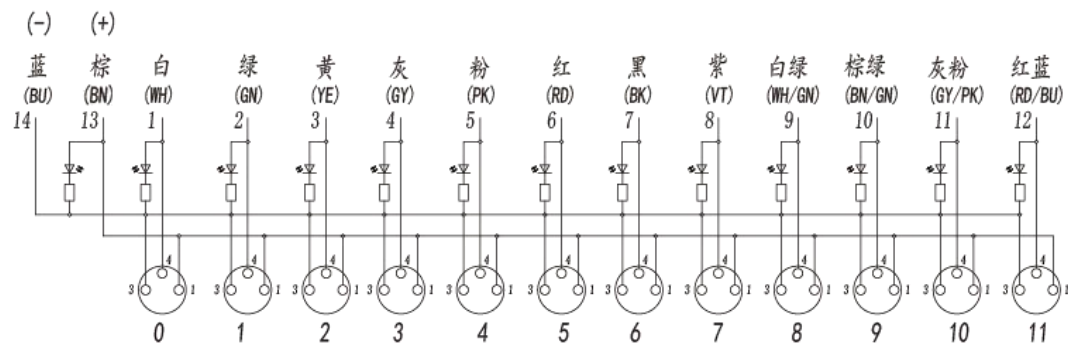 (-) (+)
蓝 棕 白 绿 黄 灰 粉 红 黑 紫 白绿 棕绿 灰粉 红蓝
(BU) (BN) (WH) (GN) (YE) (GY) (PK) (RD) (BK) (VT) (WH/GN) (BN/GN) (GY/PK) (RD/BU)
14 13 1 2 3 4 5 6 7 8 9 10 11 12
4 4 4 4 4 4 4 4 4 4 4 4
3 1 3 1 3 1 3 1 3 1 3 1 3 1 3 1 3 1 3 1 3 1 3 1
0 1 2 3 4 5 6 7 8 9 10 11